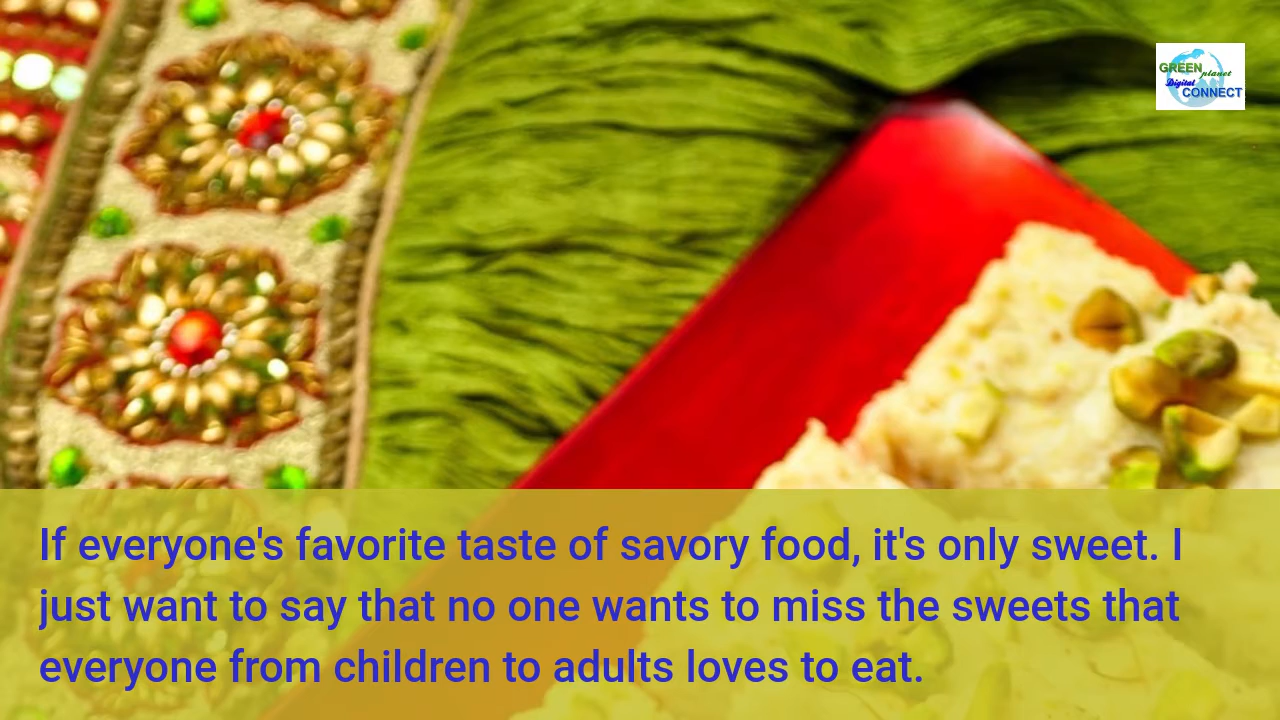 GREEN planet
Digital
CONNECT
If everyone's favorite taste of savory food, it's only sweet. I
just want to say that no one wants to miss the sweets that
everyone from children to adults loves to eat.